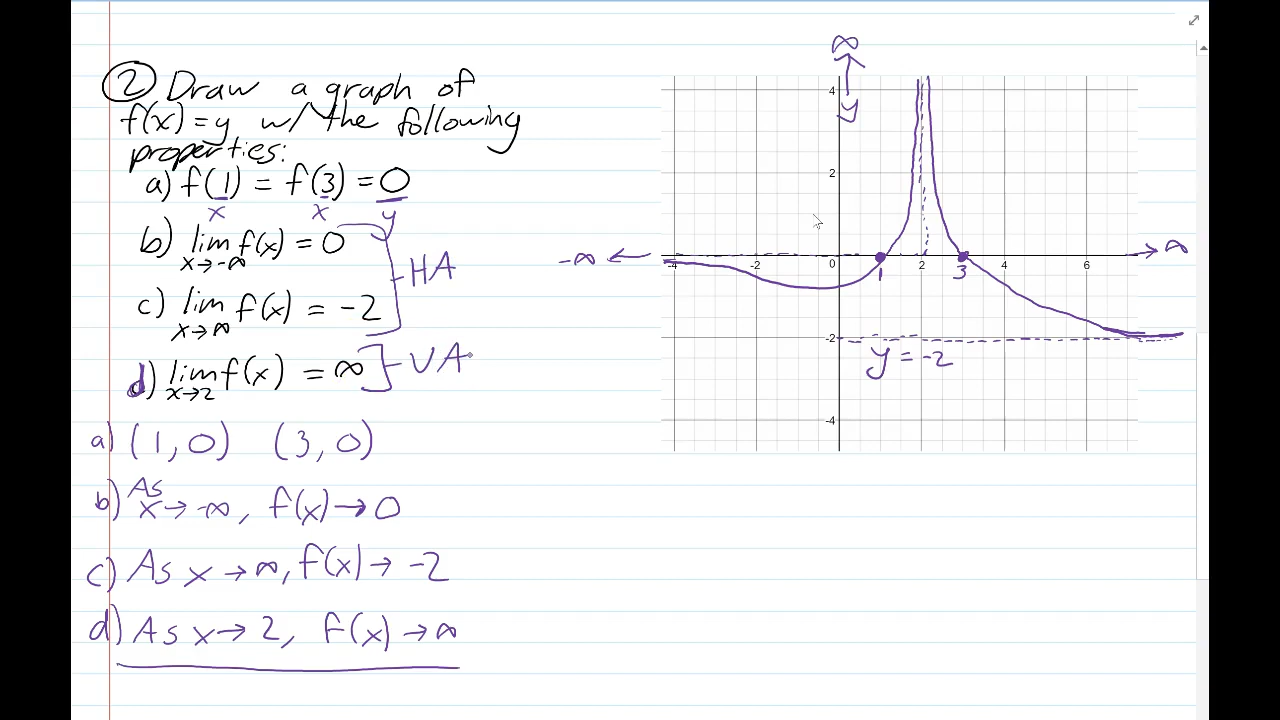 ② Draw a graph of
f(x) = y w/ the following
properties:
a) f(1) = f(3) = 0
x x y
b) lim f(x) = 0
x→-∞
HA
c) lim f(x) = -2
x→∞
d) lim f(x) = ∞ VA
x→2
a) (1, 0) (3, 0)
b) As
x→-∞, f(x)→0
c) As x→∞, f(x)→-2
d) As x→2, f(x)→∞
∞
4
y
2
-∞ ∞
-4 -2 0 2 4 6
1 3
-2
y = -2
-4